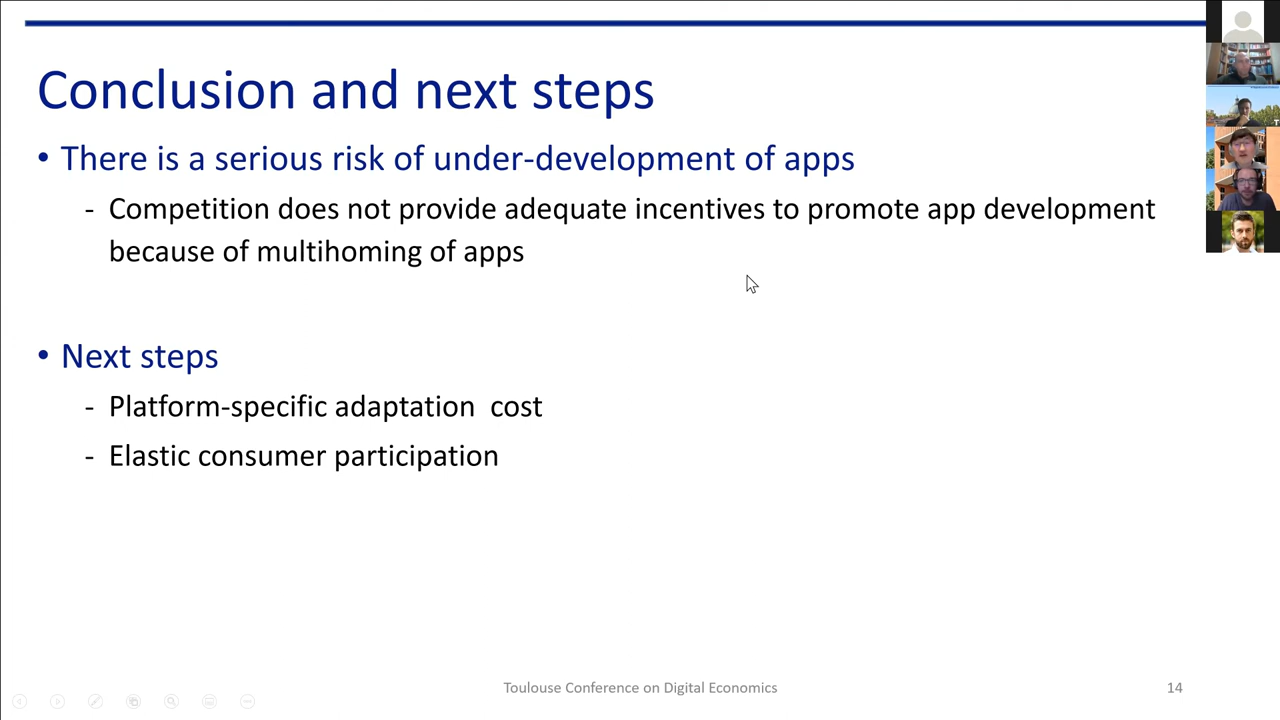 Conclusion and next steps
• There is a serious risk of under-development of apps
- Competition does not provide adequate incentives to promote app development
because of multihoming of apps
• Next steps
- Platform-specific adaptation  cost
- Elastic consumer participation
Toulouse Conference on Digital Economics
14